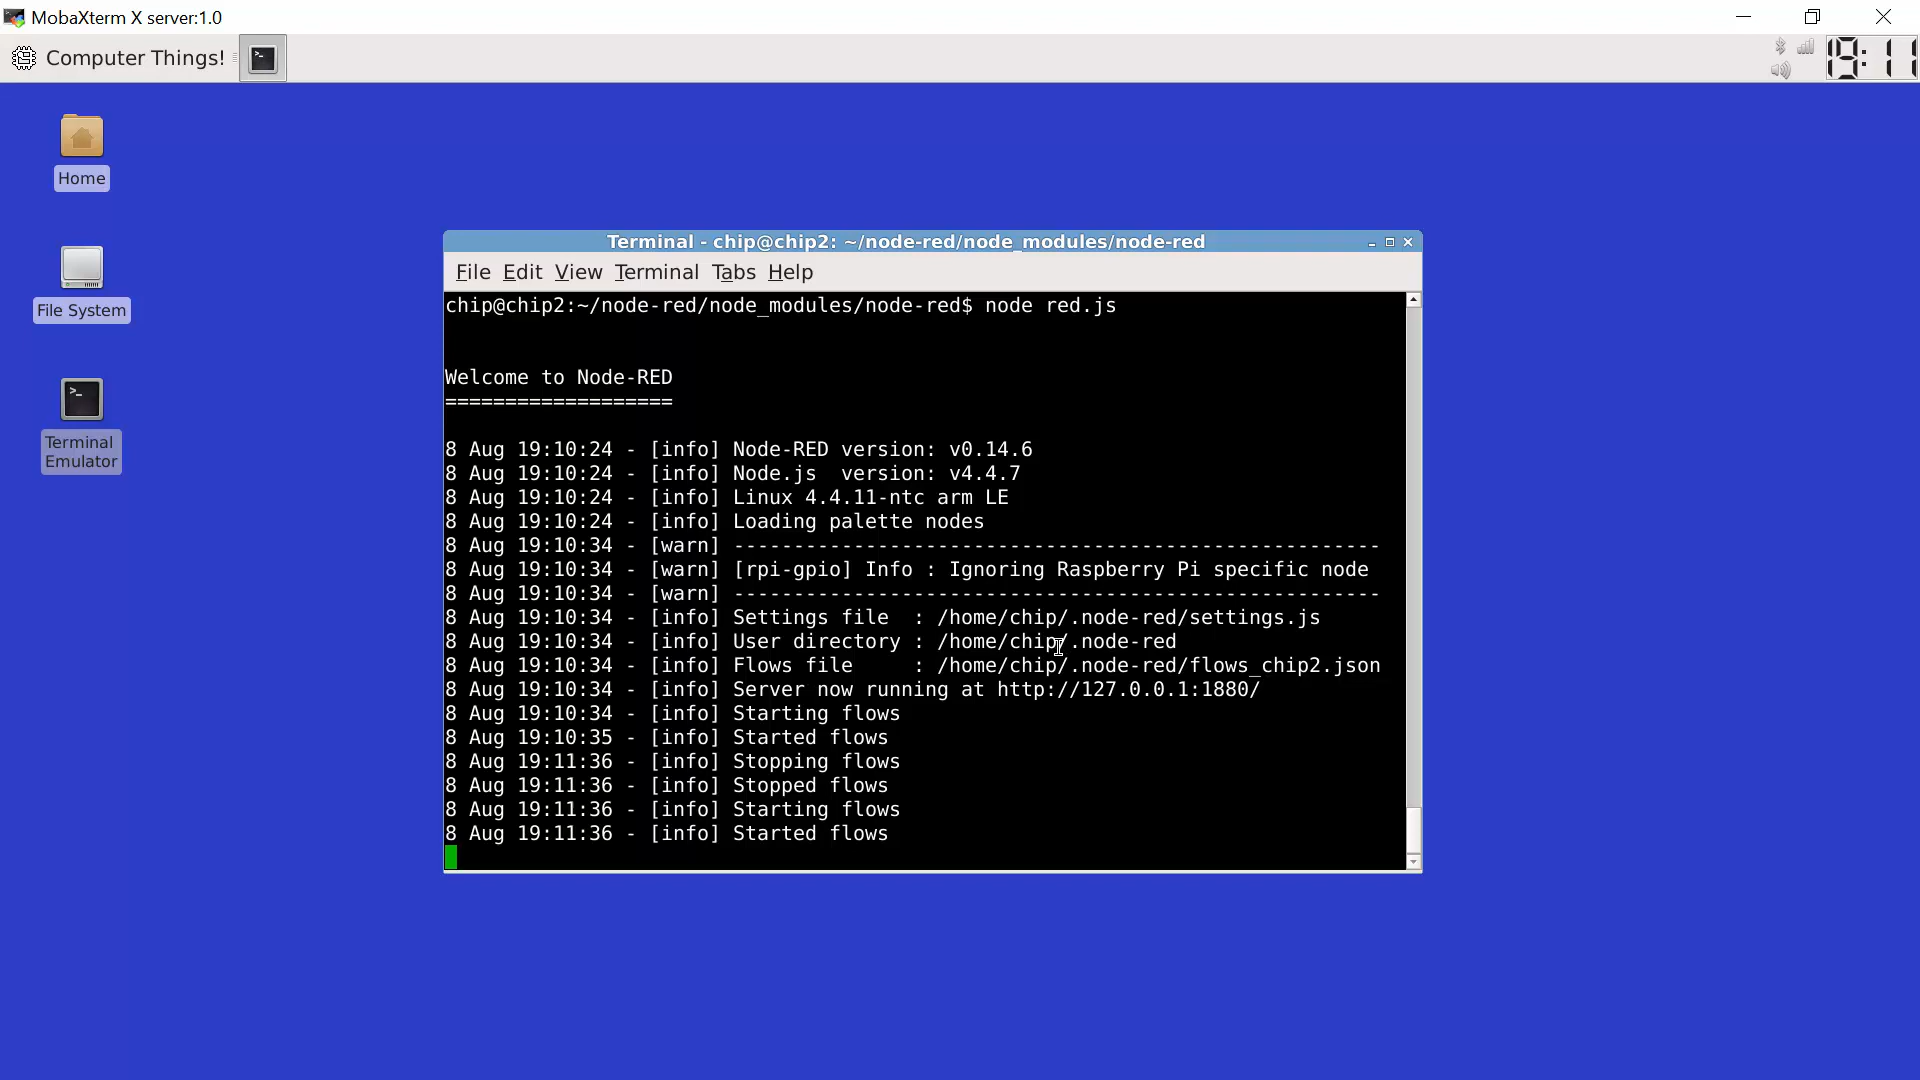 MobaXterm X server:1.0
Computer Things!
19:11
Home
File System
Terminal
Emulator
Terminal - chip@chip2: ~/node-red/node_modules/node-red
File Edit View Terminal Tabs Help
chip@chip2:~/node-red/node_modules/node-red$ node red.js
Welcome to Node-RED
===================
8 Aug 19:10:24 - [info] Node-RED version: v0.14.6
8 Aug 19:10:24 - [info] Node.js  version: v4.4.7
8 Aug 19:10:24 - [info] Linux 4.4.11-ntc arm LE
8 Aug 19:10:24 - [info] Loading palette nodes
8 Aug 19:10:34 - [warn] ------------------------------------------------------
8 Aug 19:10:34 - [warn] [rpi-gpio] Info : Ignoring Raspberry Pi specific node
8 Aug 19:10:34 - [warn] ------------------------------------------------------
8 Aug 19:10:34 - [info] Settings file  : /home/chip/.node-red/settings.js
8 Aug 19:10:34 - [info] User directory : /home/chip/.node-red
8 Aug 19:10:34 - [info] Flows file     : /home/chip/.node-red/flows_chip2.json
8 Aug 19:10:34 - [info] Server now running at http://127.0.0.1:1880/
8 Aug 19:10:34 - [info] Starting flows
8 Aug 19:10:35 - [info] Started flows
8 Aug 19:11:36 - [info] Stopping flows
8 Aug 19:11:36 - [info] Stopped flows
8 Aug 19:11:36 - [info] Starting flows
8 Aug 19:11:36 - [info] Started flows